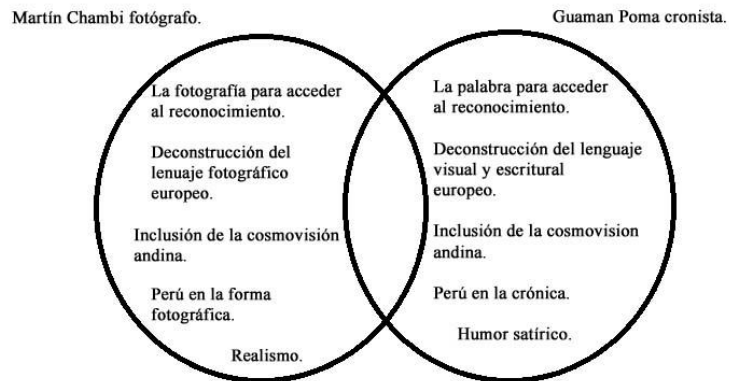 Martín Chambi fotógrafo.
Guaman Poma cronista.
La fotografía para acceder
al reconocimiento.
Deconstrucción del
lenuaje fotográfico
europeo.
Inclusión de la cosmovisión
andina.
Perú en la forma
fotográfica.
Realismo.
La palabra para acceder
al reconocimiento.
Deconstrucción del lenguaje
visual y escritural
europeo.
Inclusión de la cosmovision
andina.
Perú en la crónica.
Humor satírico.